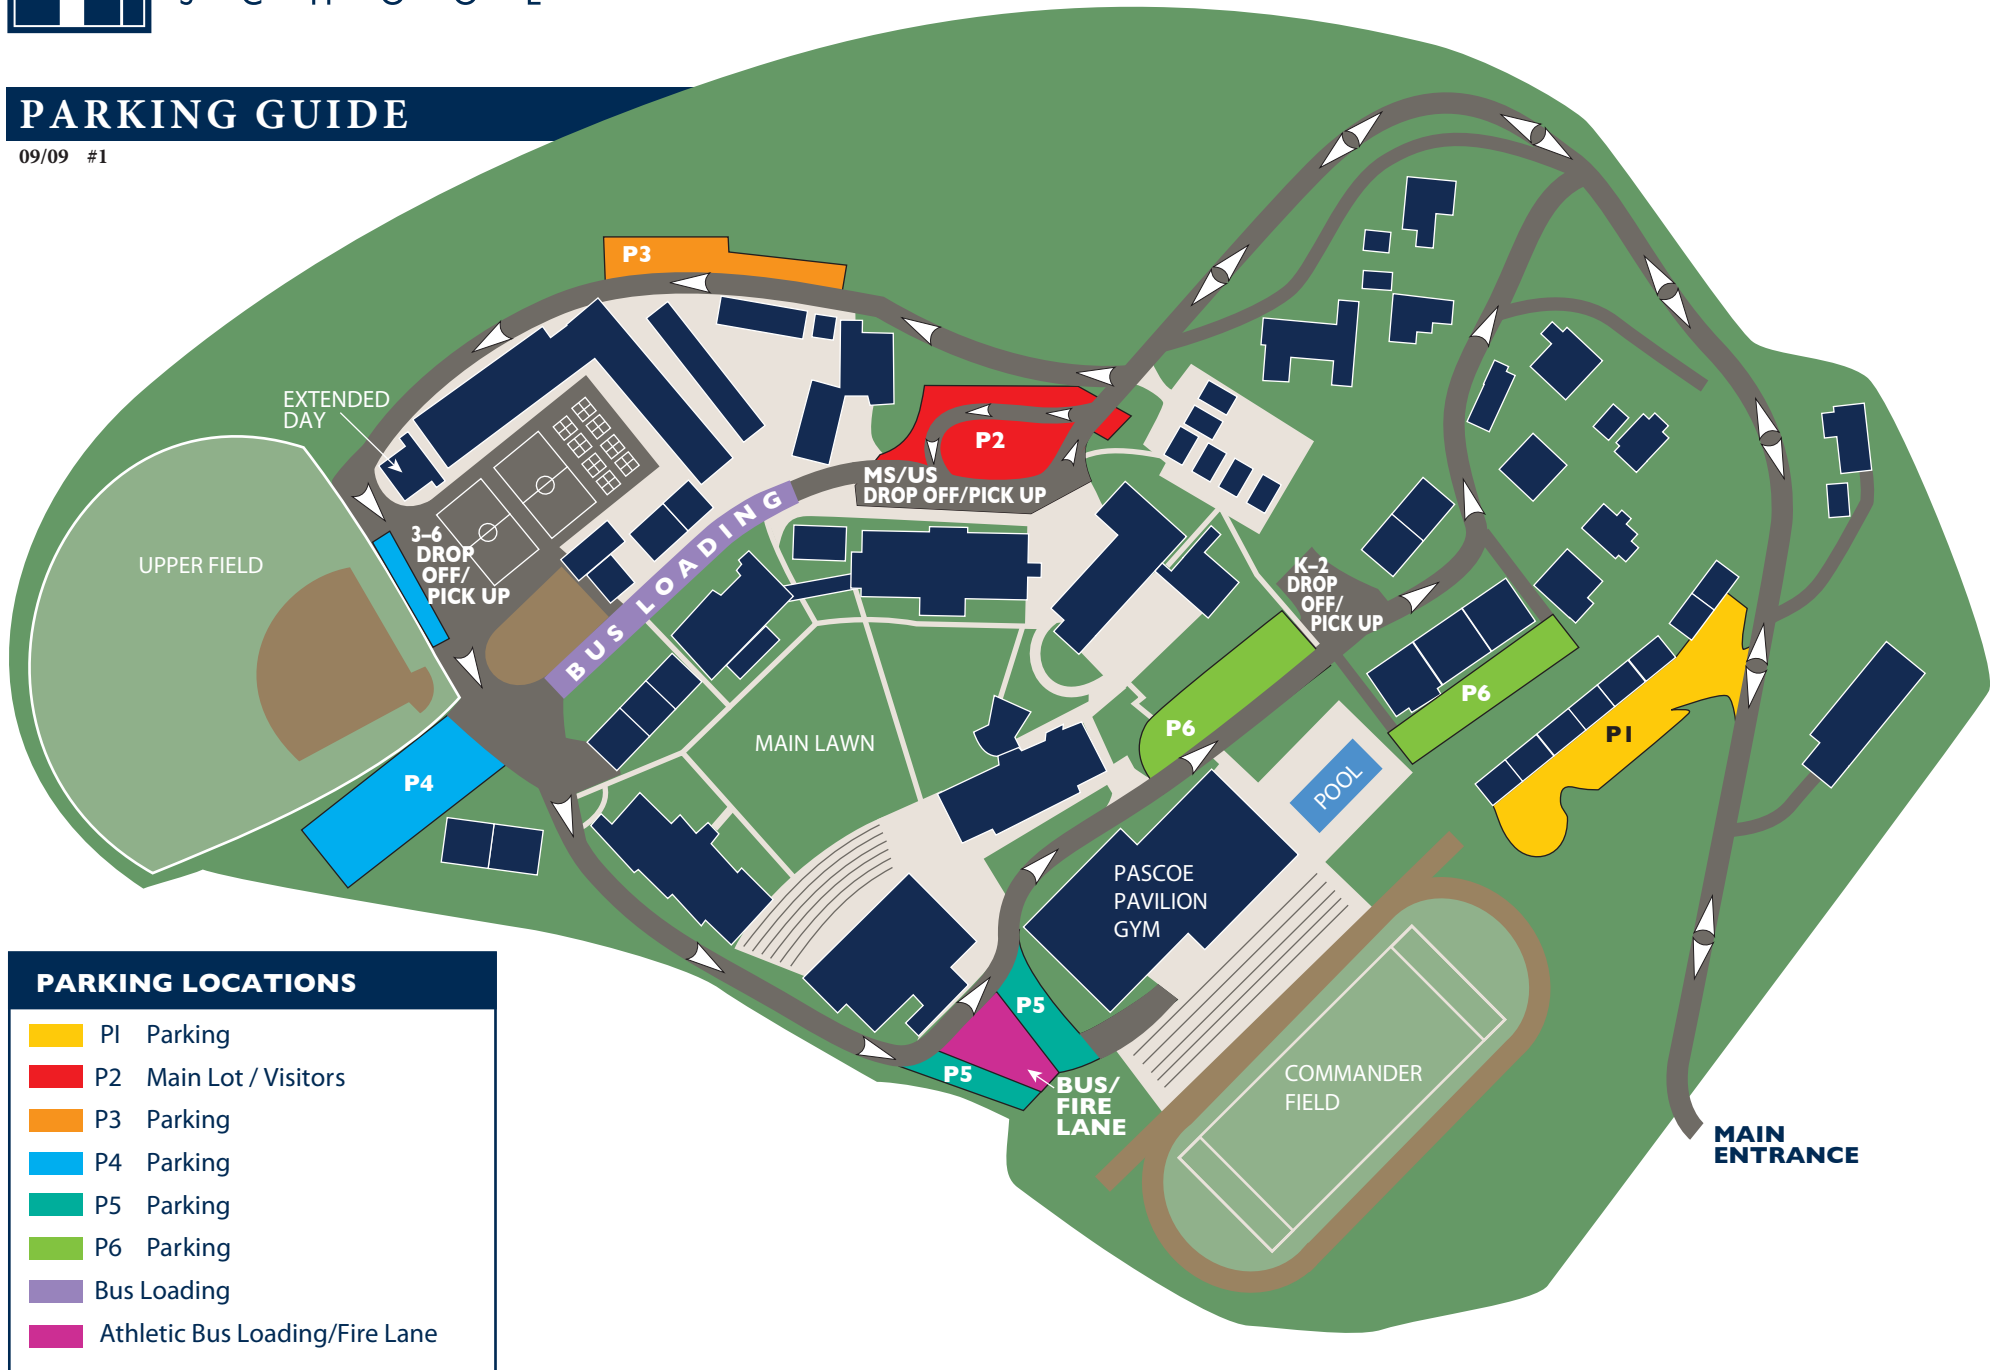 S C H O O L
PARKING GUIDE
09/09 #1
P3
EXTENDED
DAY
P2
MS/US
DROP OFF/PICK UP
BUS LOADING
UPPER FIELD
3–6
DROP
OFF/
PICK UP
K–2
DROP
OFF/
PICK UP
P6
P6
P1
MAIN LAWN
P4
POOL
PASCOE
PAVILION
GYM
P5
P5
BUS/
FIRE
LANE
COMMANDER
FIELD
MAIN
ENTRANCE
PARKING LOCATIONS
P1 Parking
P2 Main Lot / Visitors
P3 Parking
P4 Parking
P5 Parking
P6 Parking
Bus Loading
Athletic Bus Loading/Fire Lane